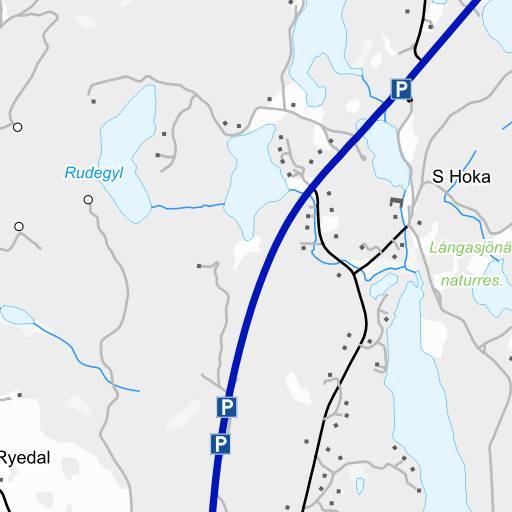 P
Rudegyl
S Hoka
Långasjönä
naturres.
P
P
Ryedal